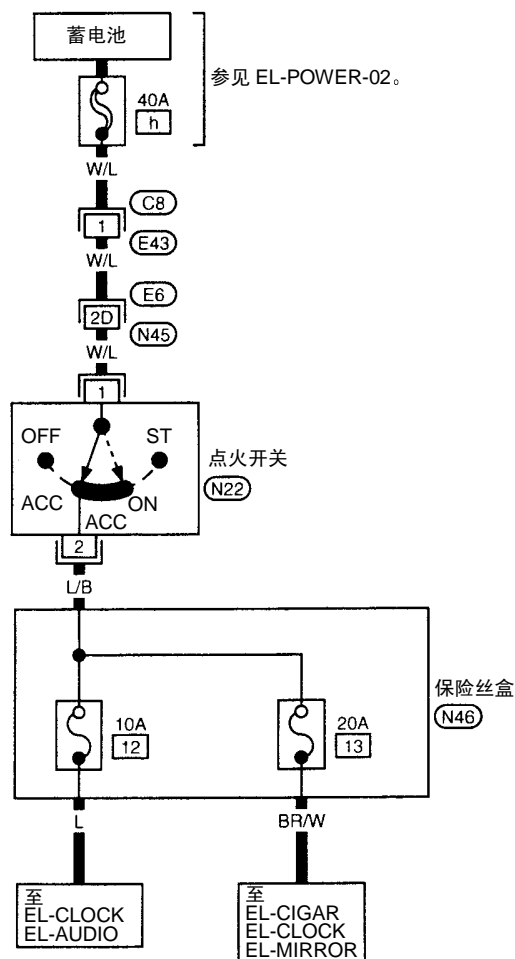 蓄电池
参见 EL-POWER-02。
40A
h
W/L
C8
1
E43
W/L
E6
2D
N45
W/L
1
OFF
ST
点火开关
N22
ACC
ON
ACC
2
L/B
保险丝盒
N46
10A
12
20A
13
L
BR/W
至
EL-CLOCK
EL-AUDIO
至
EL-CIGAR
EL-CLOCK
EL-MIRROR